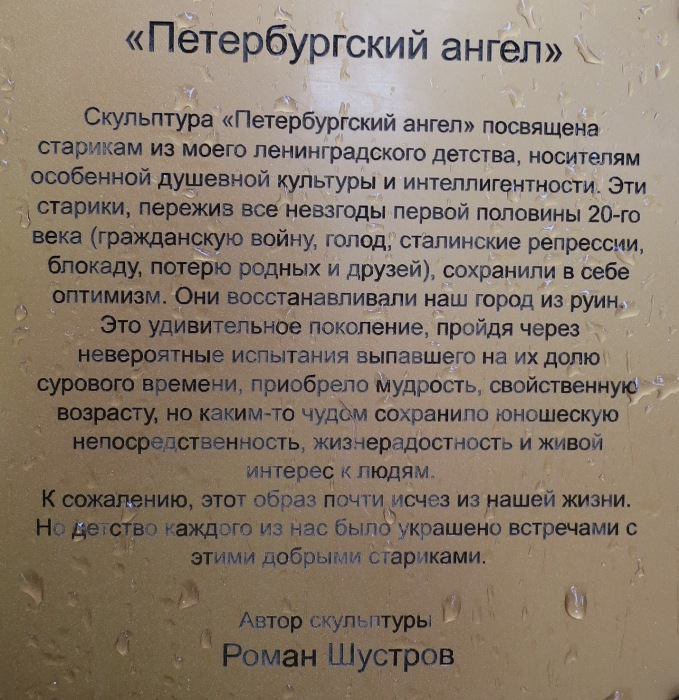 «Петербургский ангел»
Скульптура «Петербургский ангел» посвящена
старикам из моего ленинградского детства, носителям
особенной душевной культуры и интеллигентности. Эти
старики, пережив все невзгоды первой половины 20-го
века (гражданскую войну, голод, сталинские репрессии,
блокаду, потерю родных и друзей), сохранили в себе
оптимизм. Они восстанавливали наш город из руин.
Это удивительное поколение, пройдя через
невероятные испытания выпавшего на их долю
сурового времени, приобрело мудрость, свойственную
возрасту, но каким-то чудом сохранило юношескую
непосредственность, жизнерадостность и живой
интерес к людям.
К сожалению, этот образ почти исчез из нашей жизни.
Но детство каждого из нас было украшено встречами с
этими добрыми стариками.
Автор скульптуры
Роман Шустров